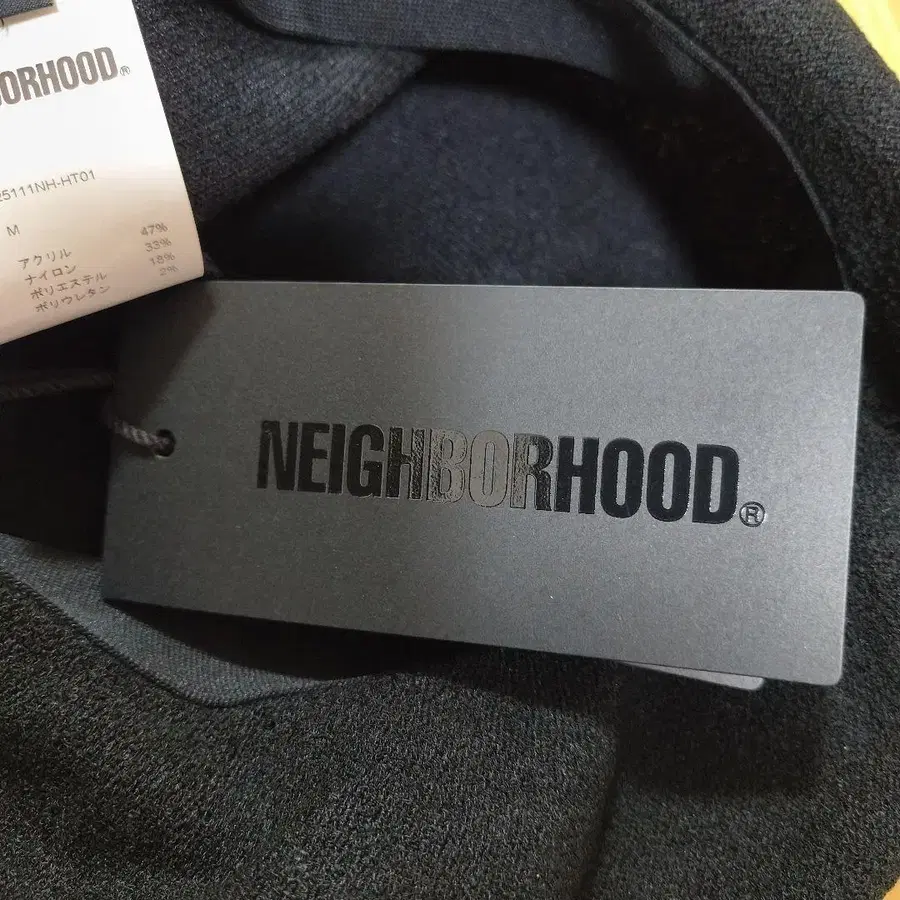 BORHOOD®
25111NH-HT01
M
アクリル 47%
ナイロン 33%
ポリエステル 18%
ポリウレタン 2%
NEIGHBORHOOD®